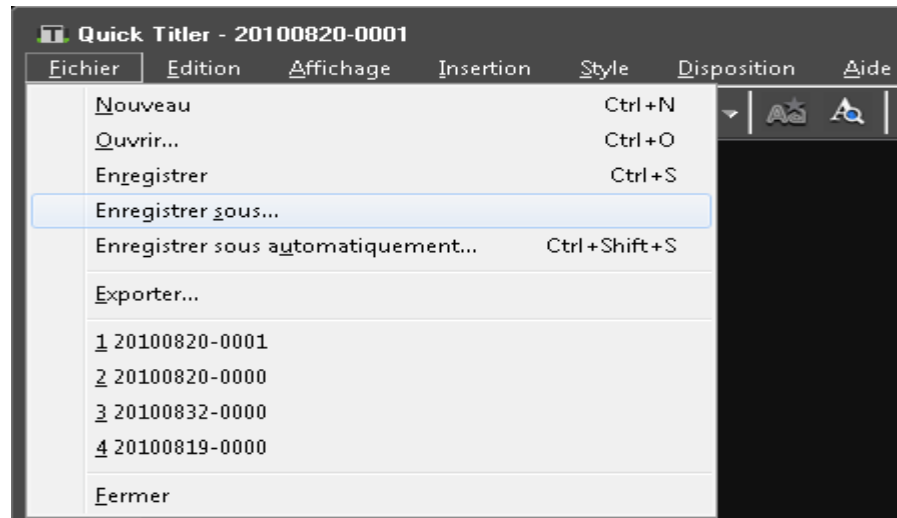 Quick Titler - 20100820-0001
Fichier Edition Affichage Insertion Style Disposition Aide
Nouveau Ctrl+N
Ouvrir... Ctrl+O
Enregistrer Ctrl+S
Enregistrer sous...
Enregistrer sous automatiquement... Ctrl+Shift+S
Exporter...
1 20100820-0001
2 20100820-0000
3 20100832-0000
4 20100819-0000
Fermer